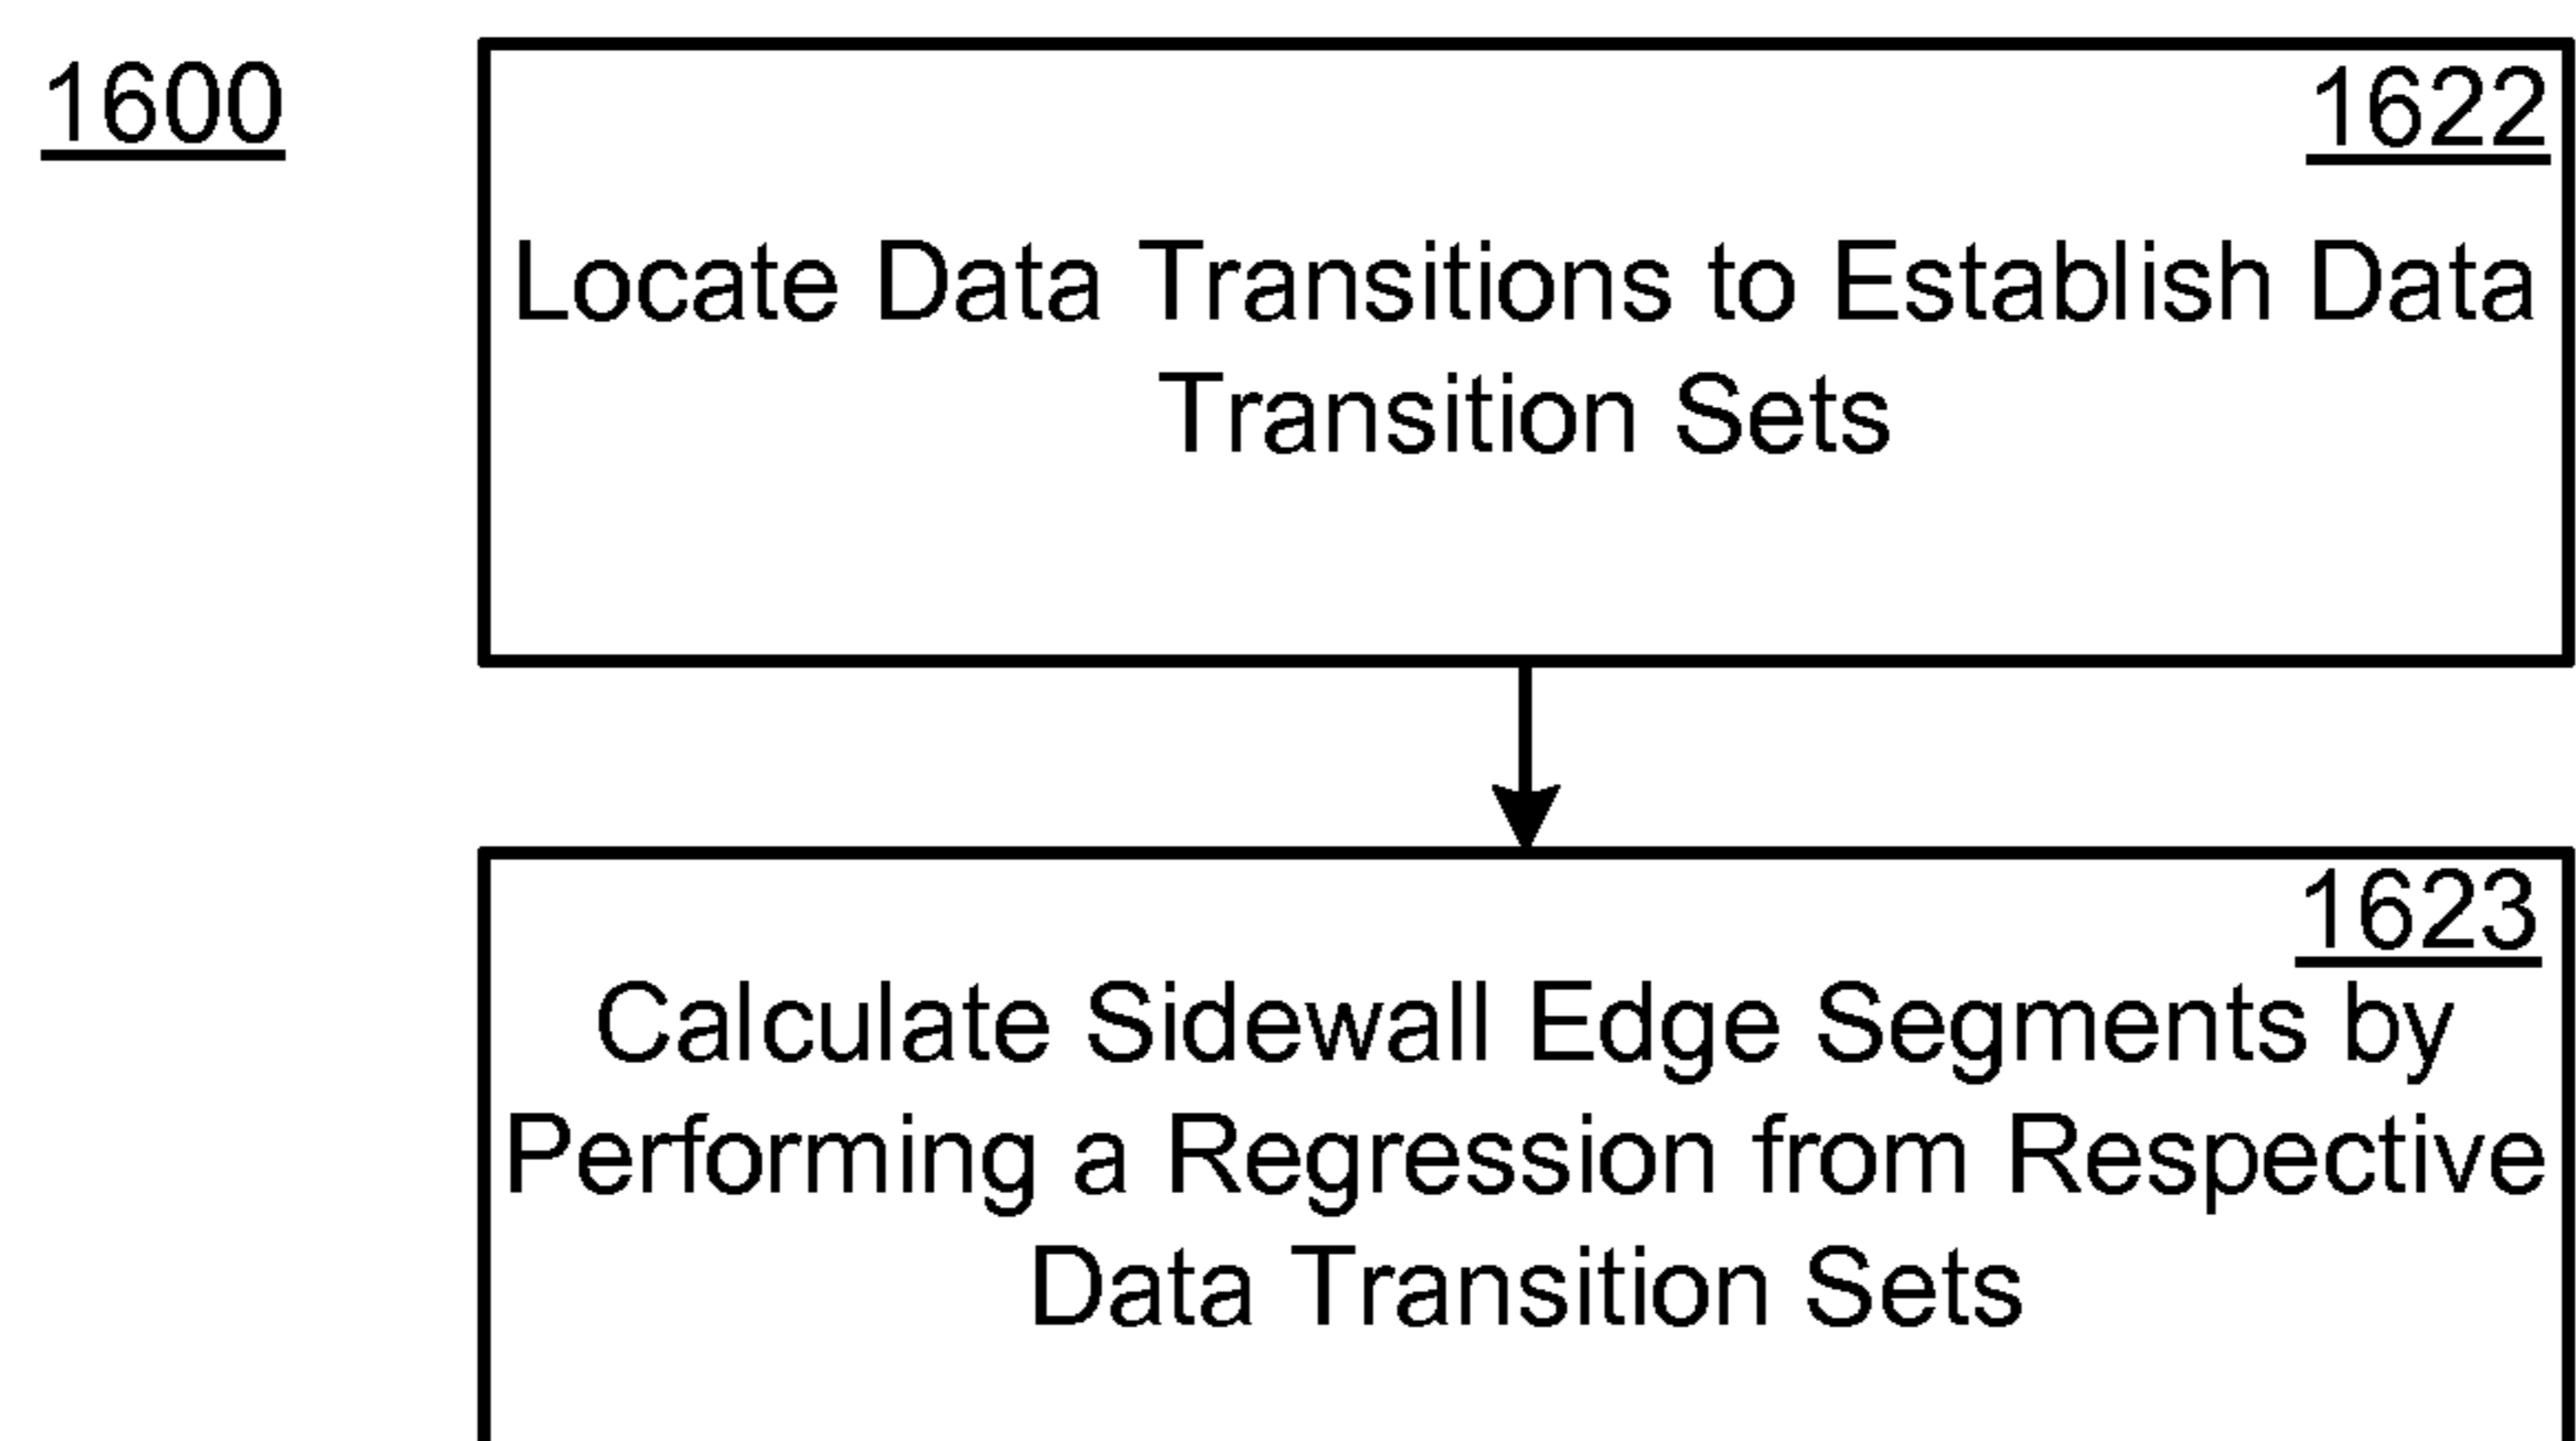 1600
1622
Locate Data Transitions to Establish Data
Transition Sets
1623
Calculate Sidewall Edge Segments by
Performing a Regression from Respective
Data Transition Sets